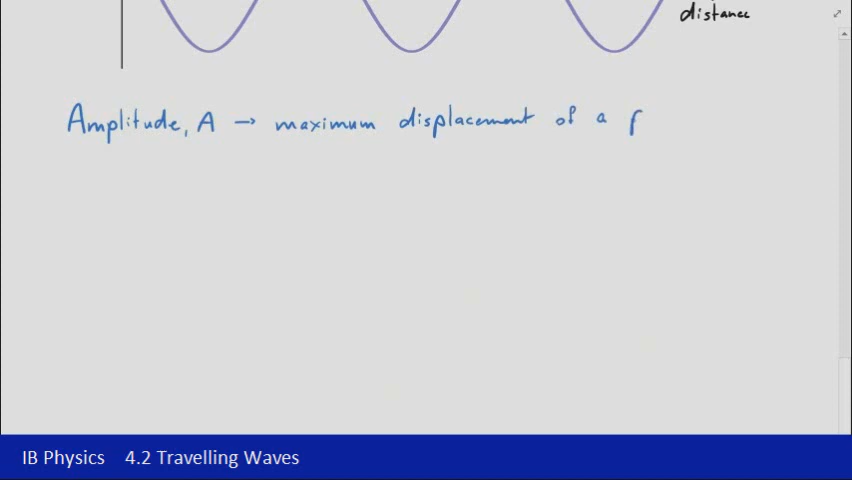 distance
Amplitude, A → maximum displacement of a
IB Physics 4.2 Travelling Waves